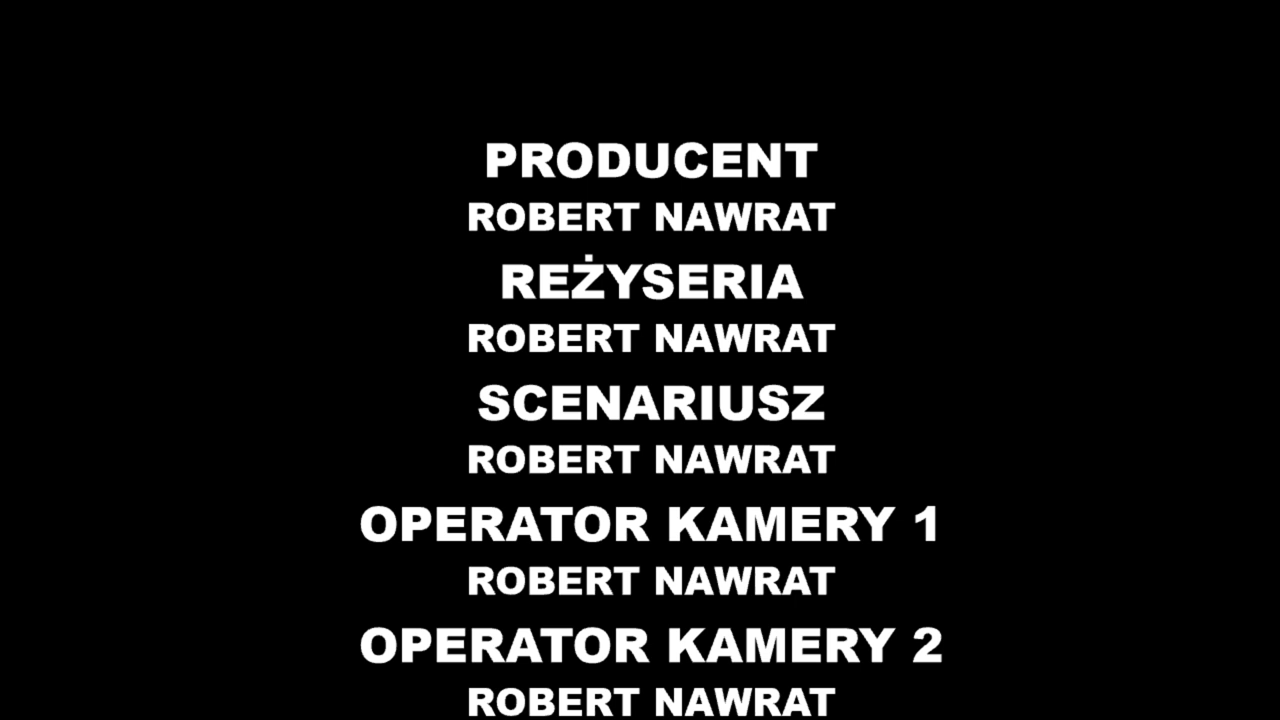 PRODUCENT
ROBERT NAWRAT
REŻYSERIA
ROBERT NAWRAT
SCENARIUSZ
ROBERT NAWRAT
OPERATOR KAMERY 1
ROBERT NAWRAT
OPERATOR KAMERY 2
ROBERT NAWRAT